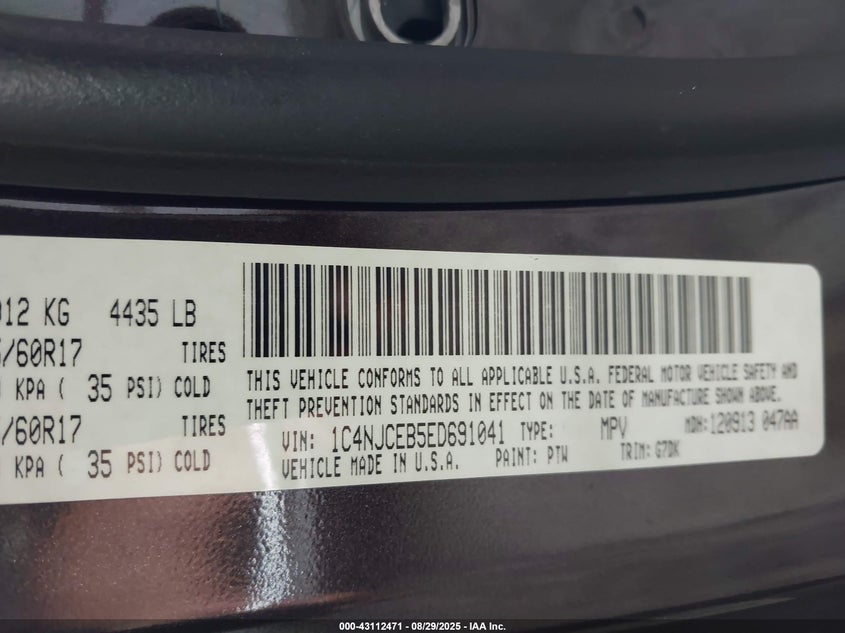 012 KG 4435 LB
/60R17 TIRES
KPA ( 35 PSI) COLD
/60R17 TIRES
KPA ( 35 PSI) COLD
THIS VEHICLE CONFORMS TO ALL APPLICABLE U.S.A. FEDERAL MOTOR VEHICLE SAFETY AND
THEFT PREVENTION STANDARDS IN EFFECT ON THE DATE OF MANUFACTURE SHOWN ABOVE.
VIN: 1C4NJCEB5ED691041 TYPE: MPV MDH: 120913 047AA
VEHICLE MADE IN U.S.A. PAINT: PTW TRIM: G7DK
000-43112471 - 08/29/2025 - IAA Inc.